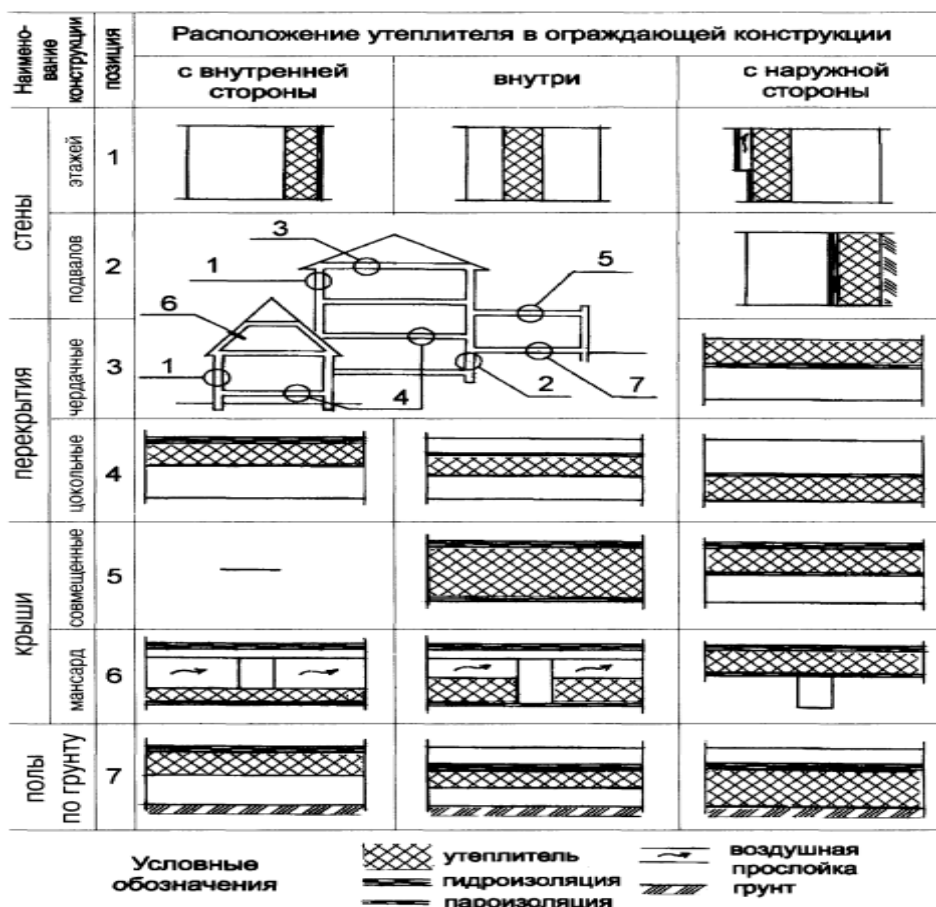 Наимено-
вание
конструкции
позиция
Расположение утеплителя в ограждающей конструкции
с внутренней
стороны
внутри
с наружной
стороны
стены
этажей
1
подвалов
2
3
1
5
6
1
4
2
7
перекрытия
чердачные
3
цокольные
4
крыши
совмещенные
5
мансард
6
полы
по грунту
7
Условные
обозначения
утеплитель
гидроизоляция
пароизоляция
воздушная
прослойка
грунт